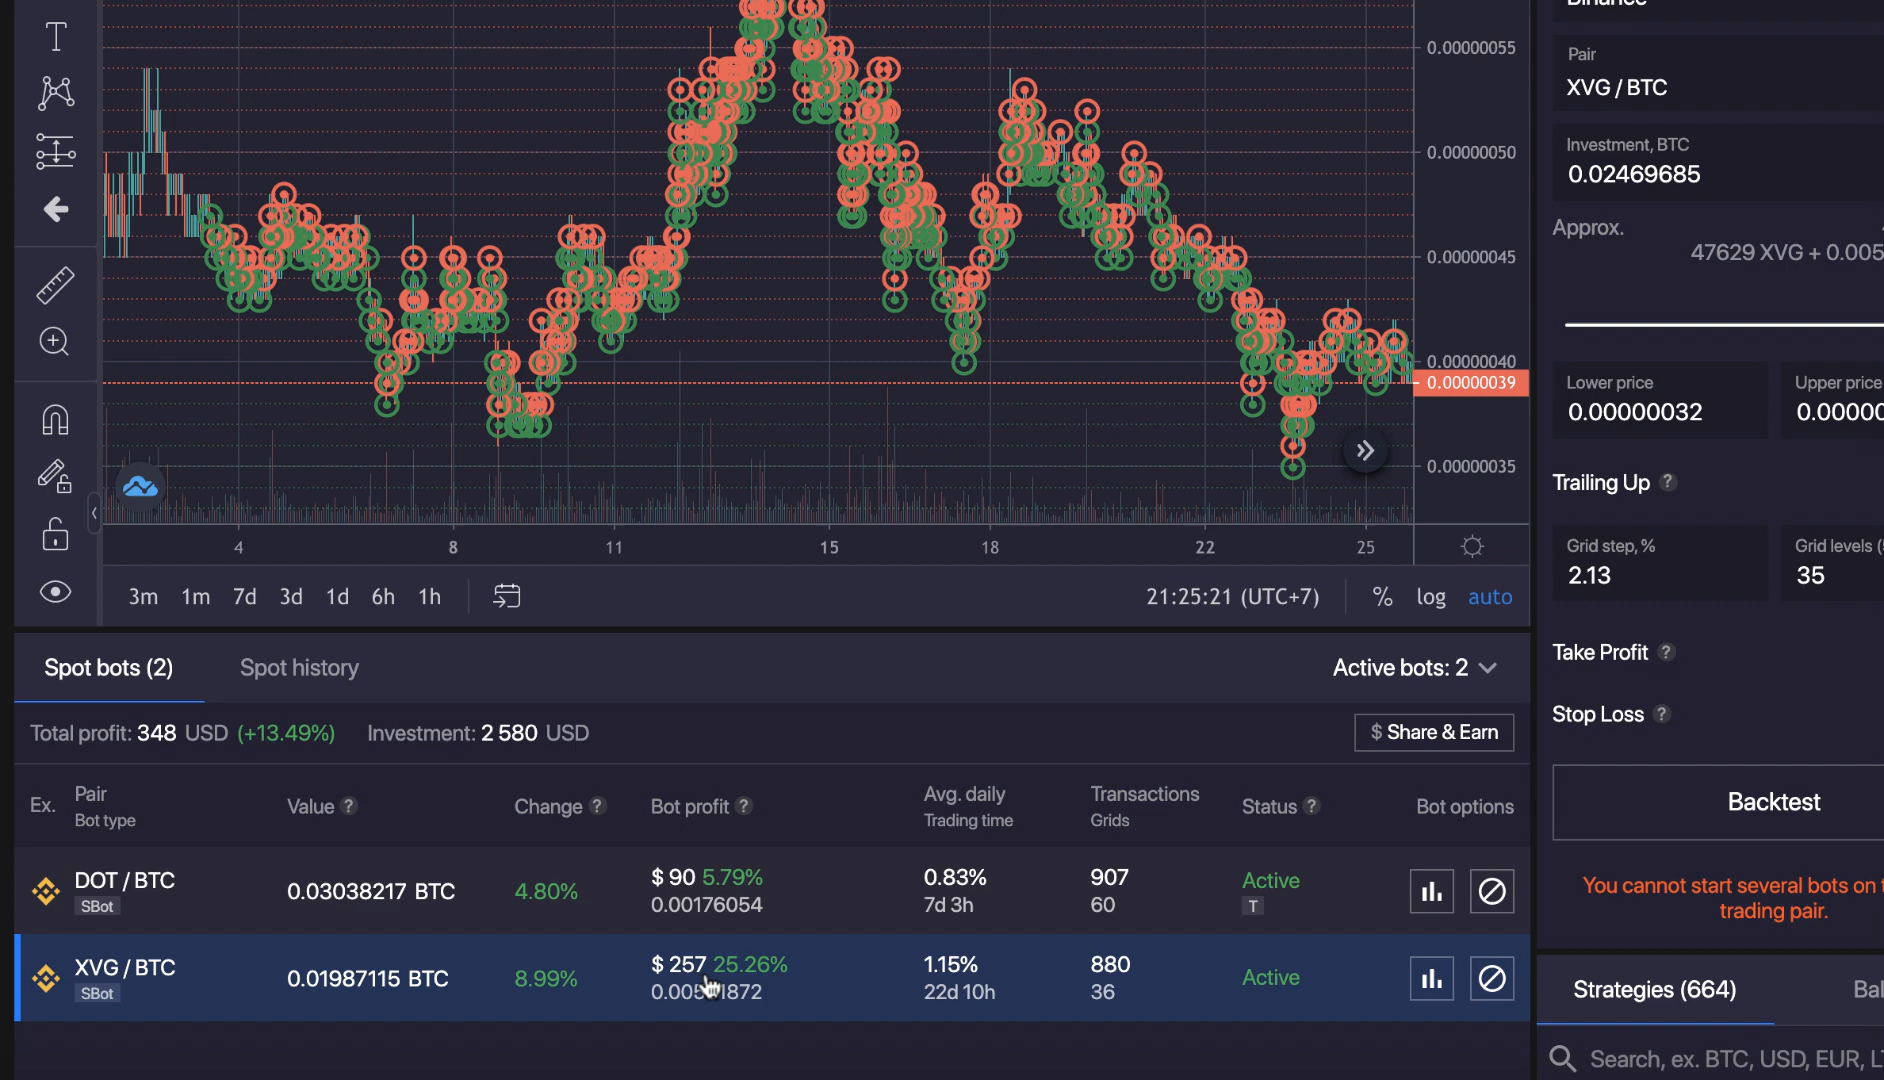 0.00000055
0.00000050
0.00000045
0.00000040
0.00000039
0.00000035
4 8 11 15 18 22 25
3m 1m 7d 3d 1d 6h 1h 21:25:21 (UTC+7) % log auto
Spot bots (2) Spot history Active bots: 2
Total profit: 348 USD (+13.49%) Investment: 2 580 USD $ Share & Earn
Ex. Pair Value ? Change ? Bot profit ? Avg. daily Transactions Status ? Bot options
Bot type Trading time Grids
DOT / BTC 0.03038217 BTC 4.80% $ 90 5.79% 0.83% 907 Active
SBot 0.00176054 7d 3h 60 T
XVG / BTC 0.01987115 BTC 8.99% $ 257 25.26% 1.15% 880 Active
SBot 22d 10h 36
Pair
XVG / BTC
Investment, BTC
0.02469685
Approx.
47629 XVG + 0.005
Lower price Upper price
0.00000032 0.0000
Trailing Up ?
Grid step, % Grid levels (
2.13 35
Take Profit ?
Stop Loss ?
Backtest
You cannot start several bots on
trading pair.
Strategies (664) Bal
Search, ex. BTC, USD, EUR, L